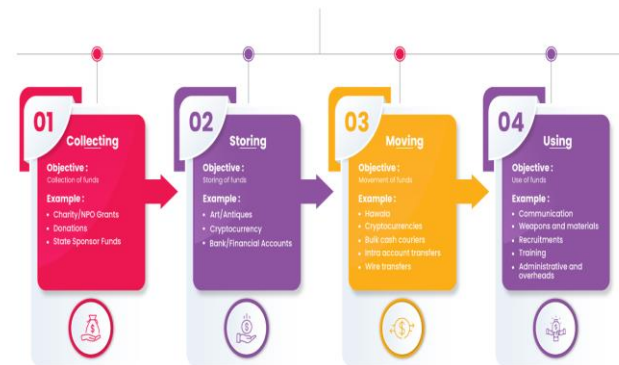 01
Collecting
Objective :
Collection of funds
Example :
• Charity/NPO Grants
• Donations
• State Sponsor Funds
02
Storing
Objective :
Storing of funds
Example :
• Art/Antiques
• Cryptocurrency
• Bank/Financial Accounts
03
Moving
Objective :
Movement of funds
Example :
• Hawala
• Cryptocurrencies
• Bulk cash couriers
• Intra account transfers
• Wire transfers
04
Using
Objective :
Use of funds
Example :
• Communication
• Weapons and materials
• Recruitments
• Training
• Administrative and
overheads